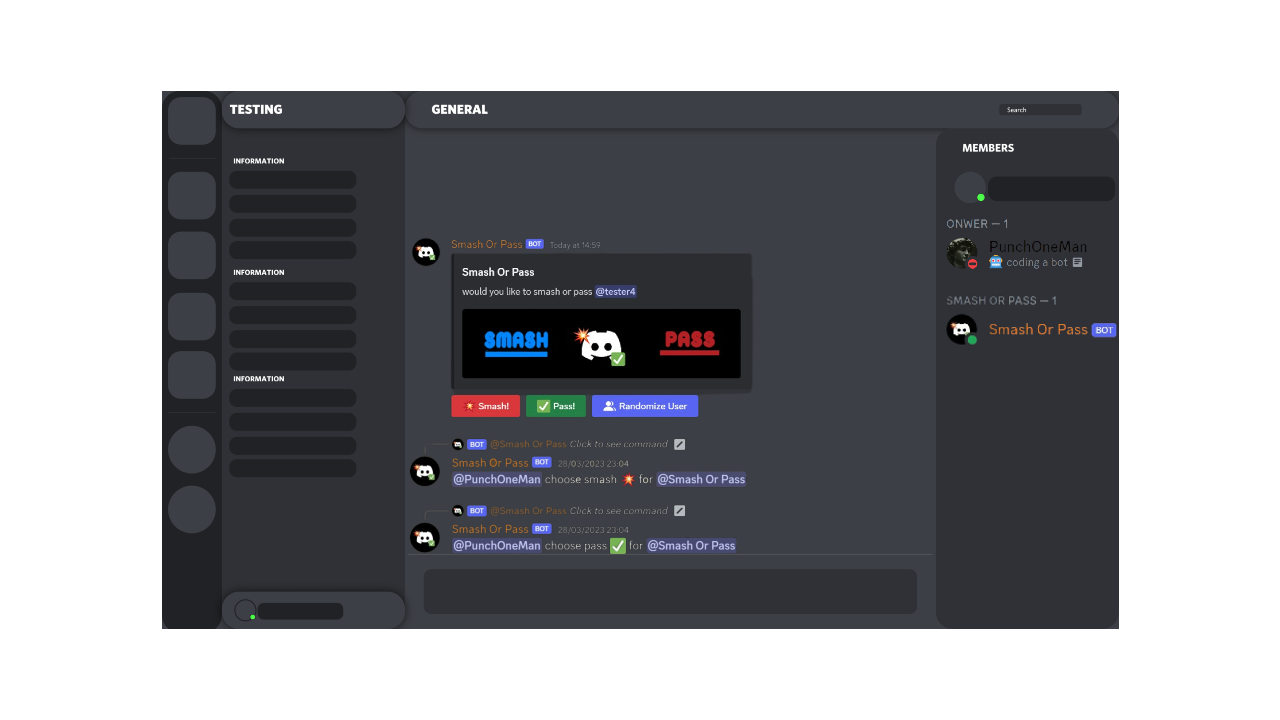 TESTING
GENERAL
Search
INFORMATION
INFORMATION
INFORMATION
Smash Or Pass BOT Today at 14:59
Smash Or Pass
would you like to smash or pass @tester4
SMASH PASS
Smash! Pass! Randomize User
BOT @Smash Or Pass Click to see command
Smash Or Pass BOT 28/03/2023 23:04
@PunchOneMan choose smash for @Smash Or Pass
BOT @Smash Or Pass Click to see command
Smash Or Pass BOT 28/03/2023 23:04
@PunchOneMan choose pass for @Smash Or Pass
MEMBERS
ONWER — 1
PunchOneMan
coding a bot
SMASH OR PASS — 1
Smash Or Pass BOT